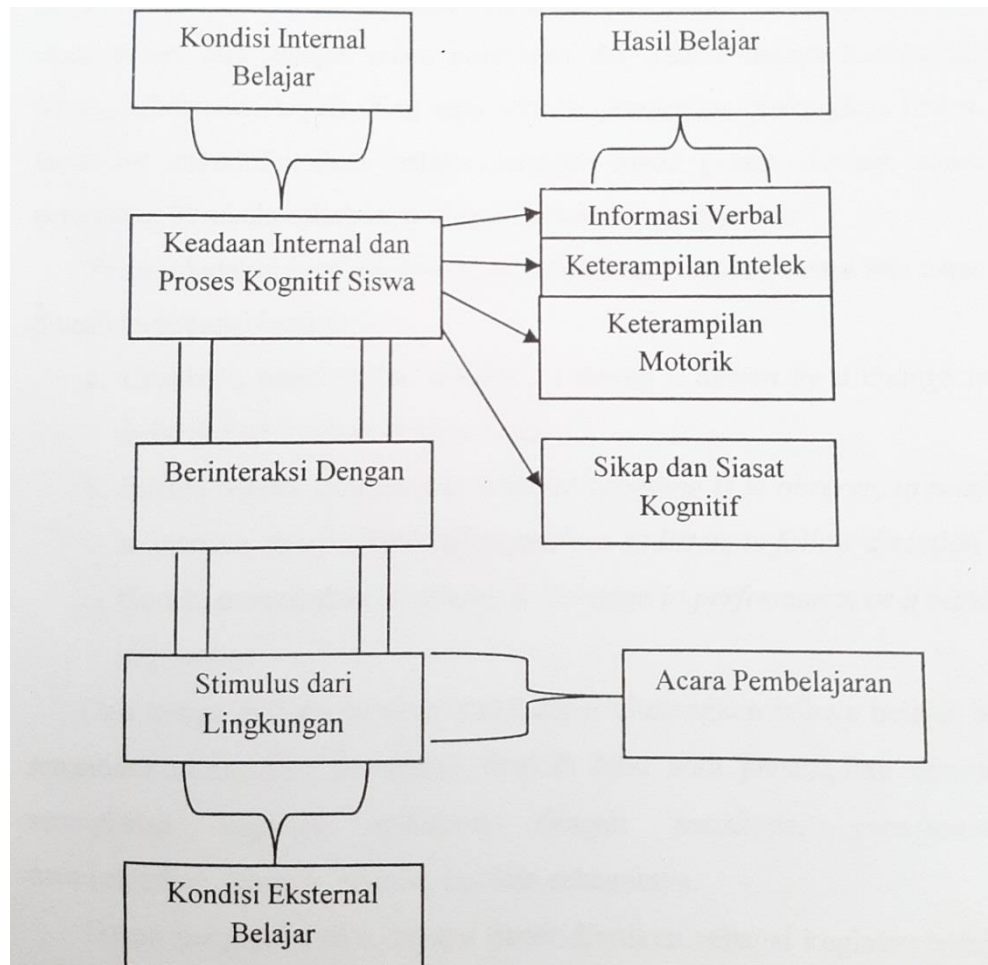 Kondisi Internal
Belajar
Hasil Belajar
Keadaan Internal dan
Proses Kognitif Siswa
Informasi Verbal
Keterampilan Intelek
Keterampilan
Motorik
Berinteraksi Dengan
Sikap dan Siasat
Kognitif
Stimulus dari
Lingkungan
Acara Pembelajaran
Kondisi Eksternal
Belajar